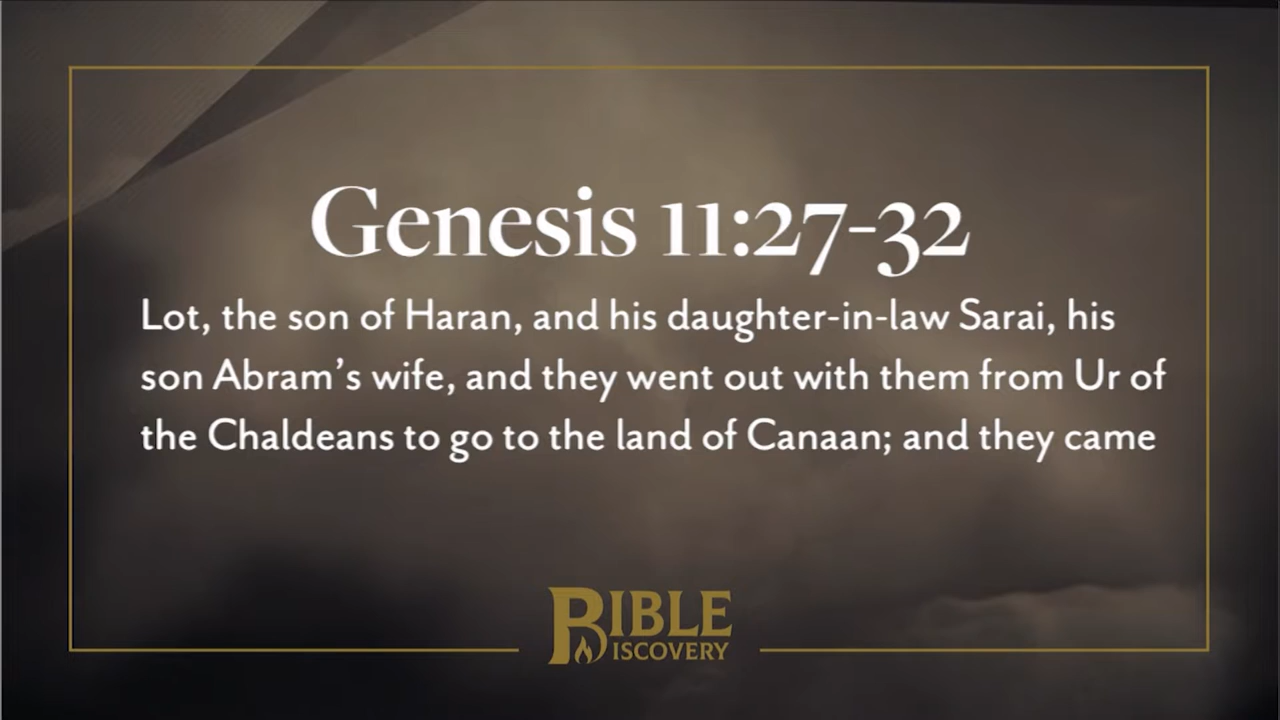 Genesis 11:27-32
Lot, the son of Haran, and his daughter-in-law Sarai, his
son Abram’s wife, and they went out with them from Ur of
the Chaldeans to go to the land of Canaan; and they came
BIBLE
DISCOVERY